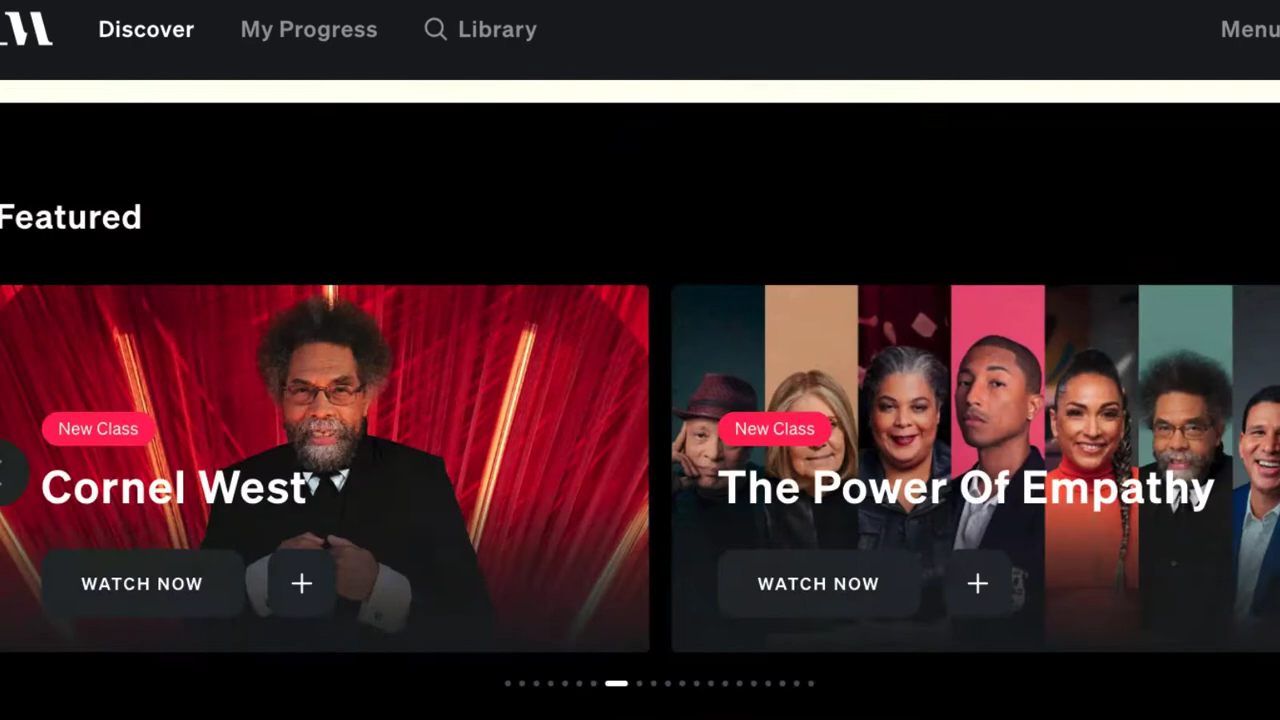 Discover
My Progress
Library
Menu
Featured
New Class
Cornel West
WATCH NOW
New Class
The Power Of Empathy
WATCH NOW